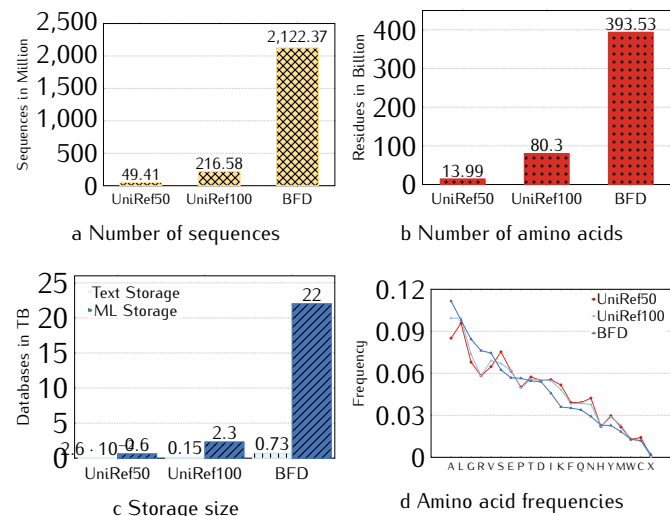 2,500
2,000
1,500
1,000
500
0
Sequences in Million
49.41
216.58
2,122.37
UniRef50
UniRef100
BFD
a Number of sequences
400
300
200
100
0
Residues in Billion
13.99
80.3
393.53
UniRef50
UniRef100
BFD
b Number of amino acids
25
20
15
10
5
0
Databases in TB
Text Storage
ML Storage
0.6
0.15
2.3
0.73
22
UniRef50
UniRef100
BFD
c Storage size
0.12
0.09
0.06
0.03
0.00
Frequency
UniRef50
UniRef100
BFD
A L G R V S E P T D I K F Q N H Y M W C X
d Amino acid frequencies